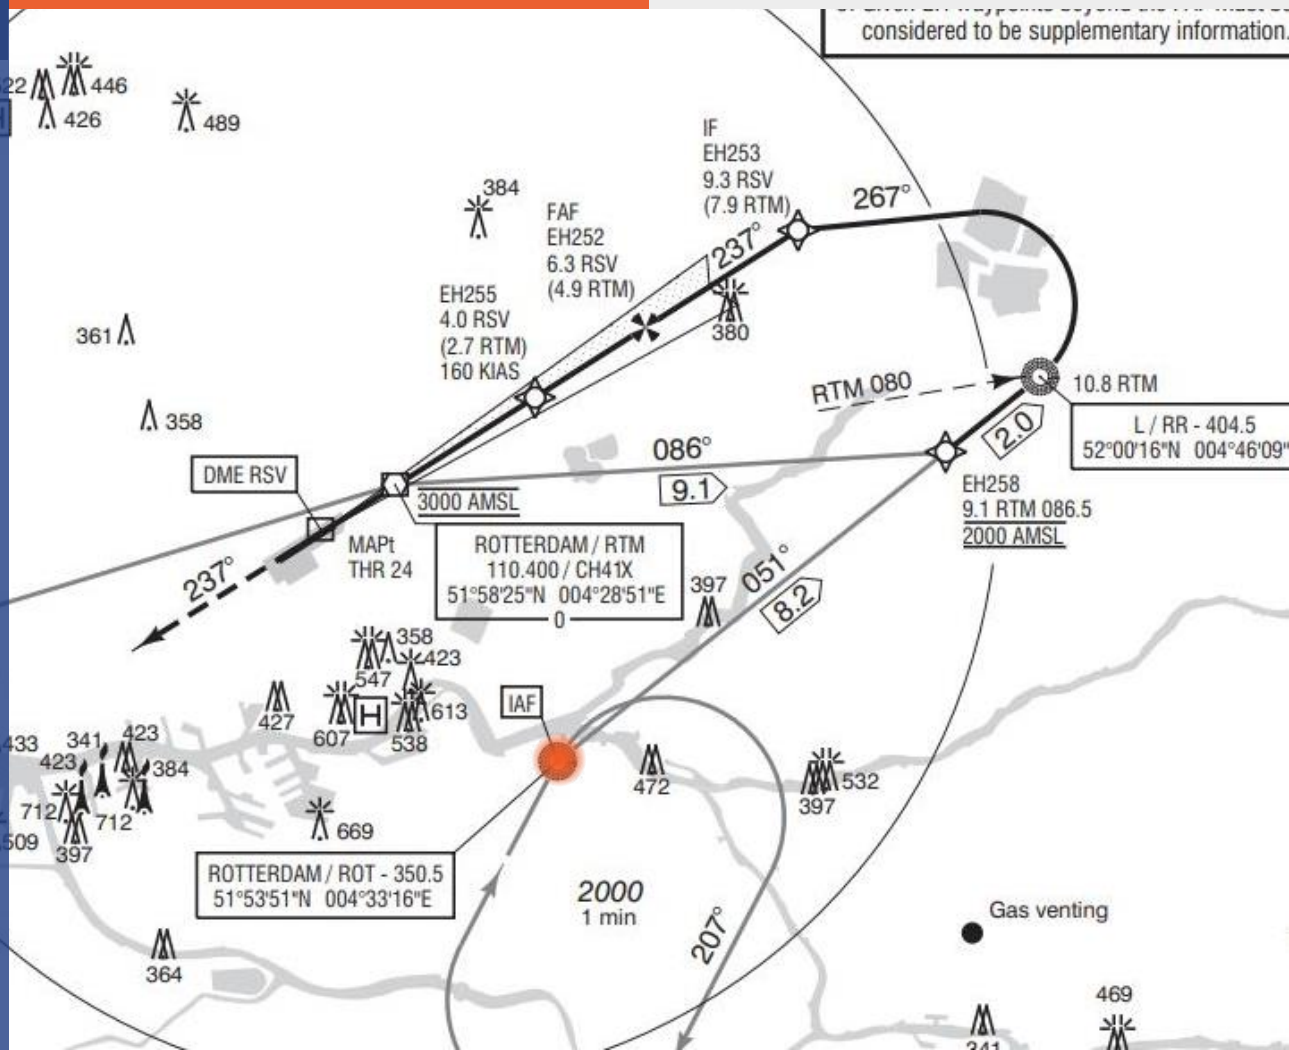 considered to be supplementary information.
446
426
489
384
IF
EH253
9.3 RSV
(7.9 RTM)
267°
FAF
EH252
6.3 RSV
(4.9 RTM)
237°
EH255
4.0 RSV
(2.7 RTM)
160 KIAS
380
361
358
RTM 080
10.8 RTM
L / RR - 404.5
52°00'16"N 004°46'09"
2.0
086°
9.1
DME RSV
3000 AMSL
EH258
9.1 RTM 086.5
2000 AMSL
MAPt
THR 24
ROTTERDAM / RTM
110.400 / CH41X
51°58'25"N 004°28'51"E
0
237°
397
051°
8.2
358
423
547
427
607
H
613
538
IAF
433
341
423
423
384
712
712
509
397
669
472
532
397
ROTTERDAM / ROT - 350.5
51°53'51"N 004°33'16"E
2000
1 min
207°
Gas venting
364
469
341